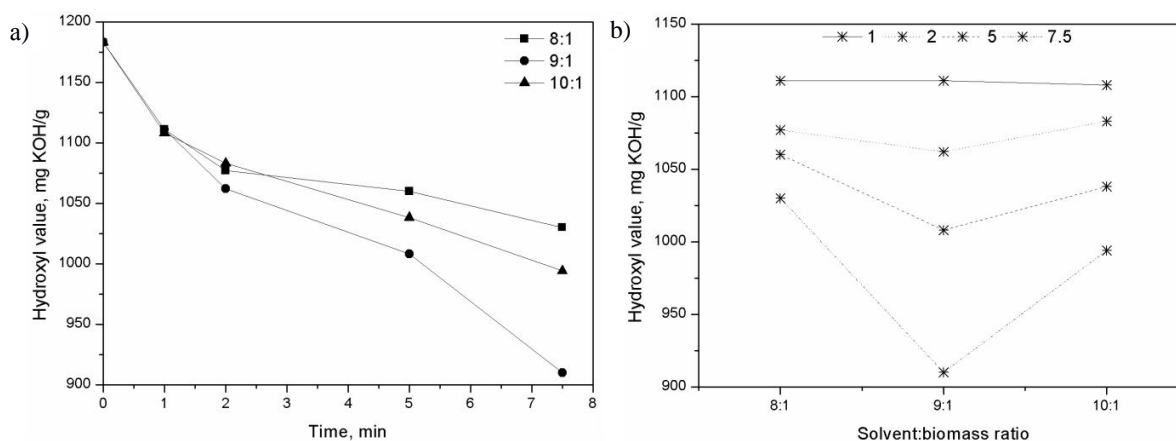 a)
8:1
9:1
10:1
Hydroxyl value, mg KOH/g
1200
1150
1100
1050
1000
950
900
0 1 2 3 4 5 6 7 8
Time, min
b)
1 2 5 7.5
Hydroxyl value, mg KOH/g
1150
1100
1050
1000
950
900
8:1 9:1 10:1
Solvent:biomass ratio